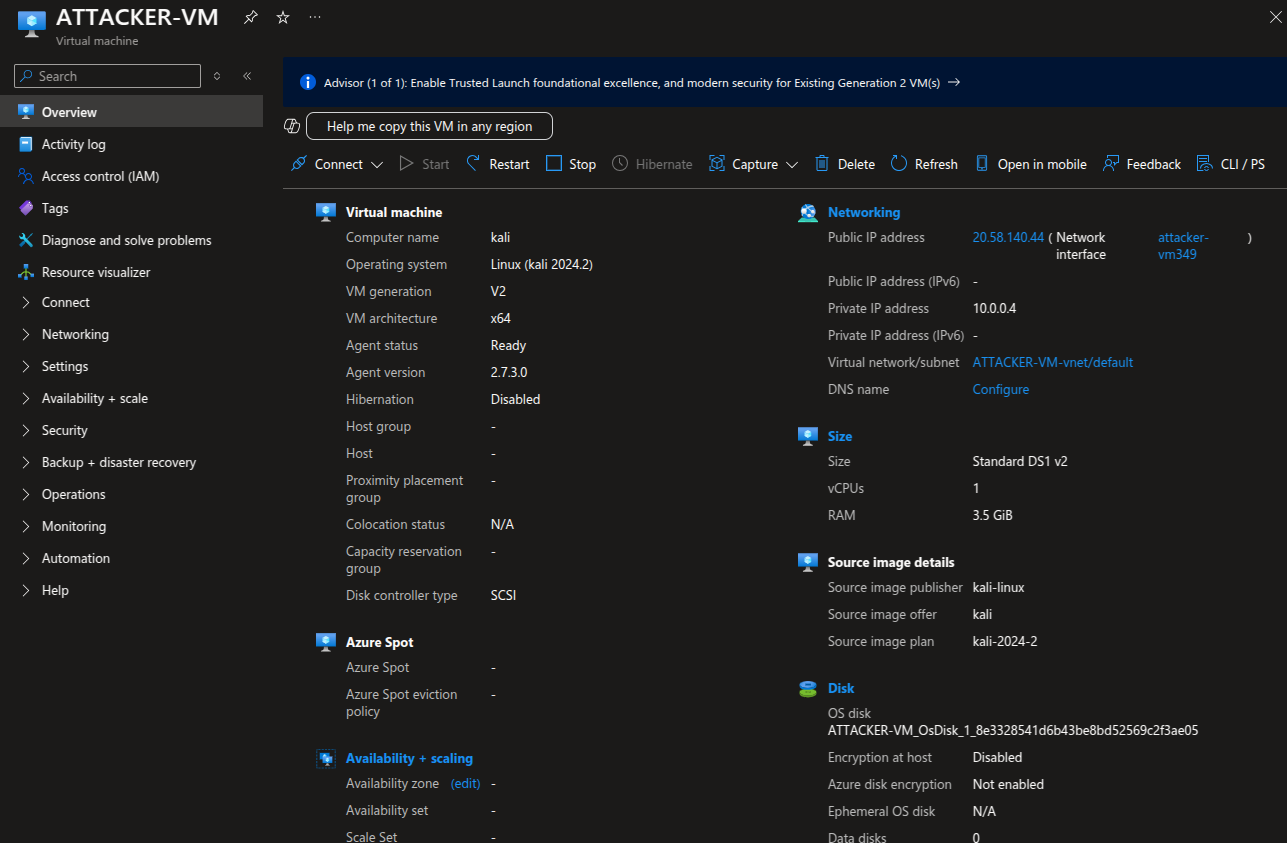 ATTACKER-VM
Virtual machine
Search
Overview
Activity log
Access control (IAM)
Tags
Diagnose and solve problems
Resource visualizer
Connect
Networking
Settings
Availability + scale
Security
Backup + disaster recovery
Operations
Monitoring
Automation
Help
Advisor (1 of 1): Enable Trusted Launch foundational excellence, and modern security for Existing Generation 2 VM(s) →
Help me copy this VM in any region
Connect Start Restart Stop Hibernate Capture Delete Refresh Open in mobile Feedback CLI / PS
Virtual machine
Computer name kali
Operating system Linux (kali 2024.2)
VM generation V2
VM architecture x64
Agent status Ready
Agent version 2.7.3.0
Hibernation Disabled
Host group -
Host -
Proximity placement -
group
Colocation status N/A
Capacity reservation -
group
Disk controller type SCSI
Azure Spot
Azure Spot -
Azure Spot eviction -
policy
Availability + scaling
Availability zone (edit) -
Availability set -
Scale Set -
Networking
Public IP address 20.58.140.44 ( Network attacker- )
interface vm349
Public IP address (IPv6) -
Private IP address 10.0.0.4
Private IP address (IPv6) -
Virtual network/subnet ATTACKER-VM-vnet/default
DNS name Configure
Size
Size Standard DS1 v2
vCPUs 1
RAM 3.5 GiB
Source image details
Source image publisher kali-linux
Source image offer kali
Source image plan kali-2024-2
Disk
OS disk
ATTACKER-VM_OsDisk_1_8e3328541d6b43be8bd52569c2f3ae05
Encryption at host Disabled
Azure disk encryption Not enabled
Ephemeral OS disk N/A
Data disks 0